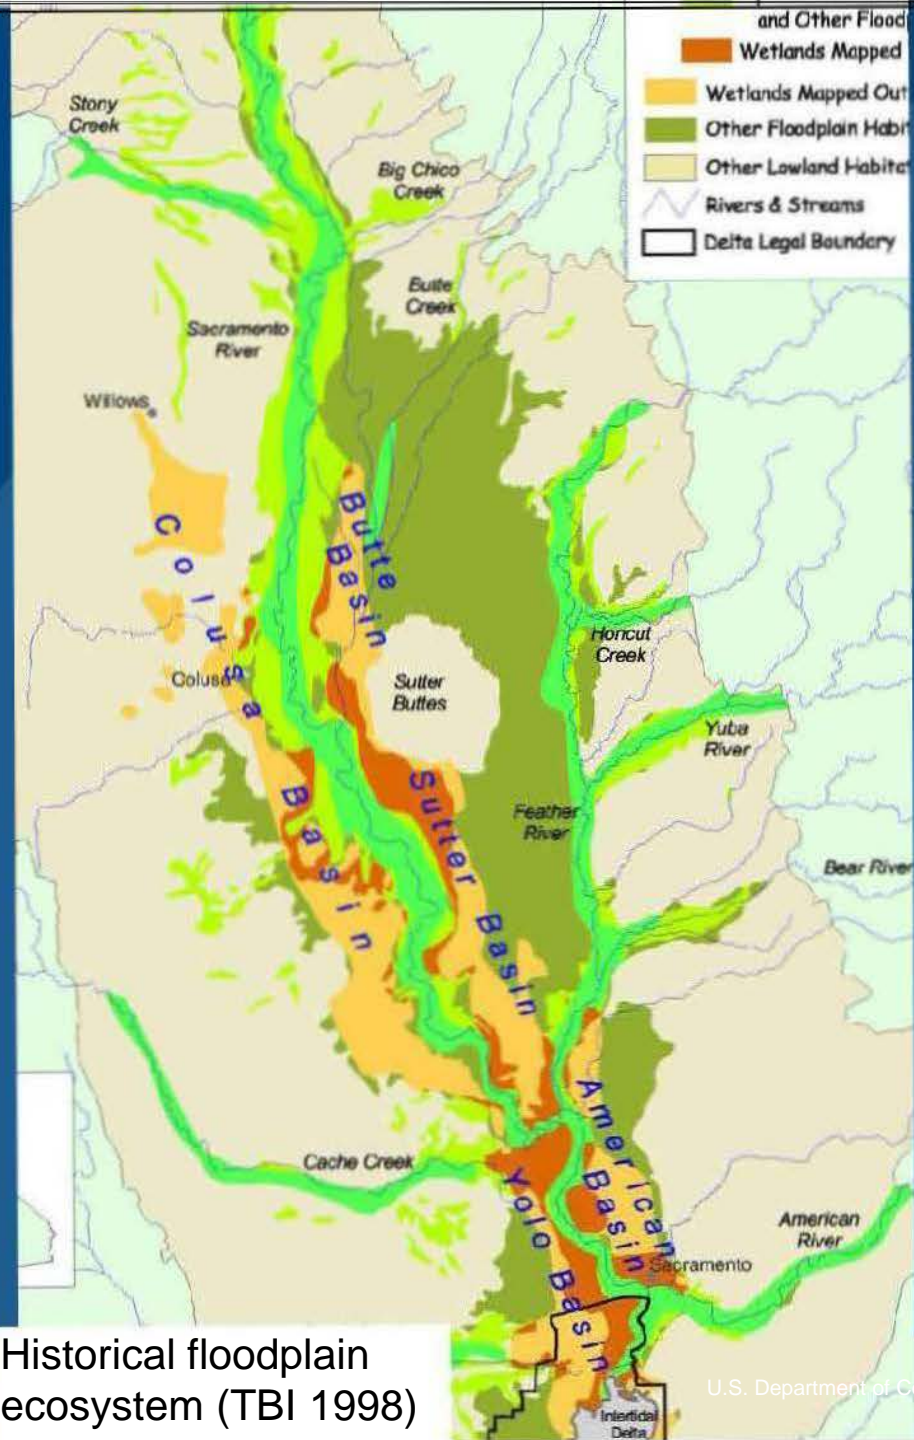 and Other Flood
Wetlands Mapped
Wetlands Mapped Out
Other Floodplain Habit
Other Lowland Habitat
Rivers & Streams
Delta Legal Boundary
Stony
Creek
Big Chico
Creek
Butte
Creek
Sacramento
River
Willows
Butte
Basin
Colusa
Basin
Colusa
Honcut
Creek
Sutter
Buttes
Yuba
River
Sutter
Basin
Feather
River
Bear River
American
Basin
Cache Creek
Yolo Basin
American
River
Sacramento
Historical floodplain
ecosystem (TBI 1998)
U.S. Department of C
Intertidal
Delta